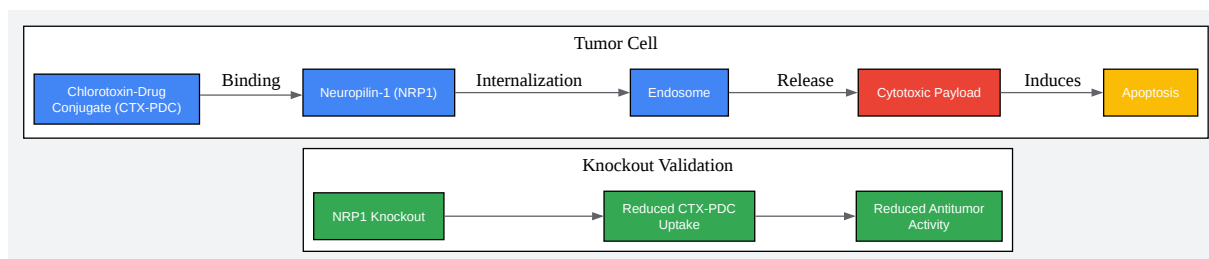 Tumor Cell
Binding
Internalization
Release
Induces
Chlorotoxin-Drug
Conjugate (CTX-PDC)
Neuropilin-1 (NRP1)
Endosome
Cytotoxic Payload
Apoptosis
Knockout Validation
NRP1 Knockout
Reduced CTX-PDC
Uptake
Reduced Antitumor
Activity